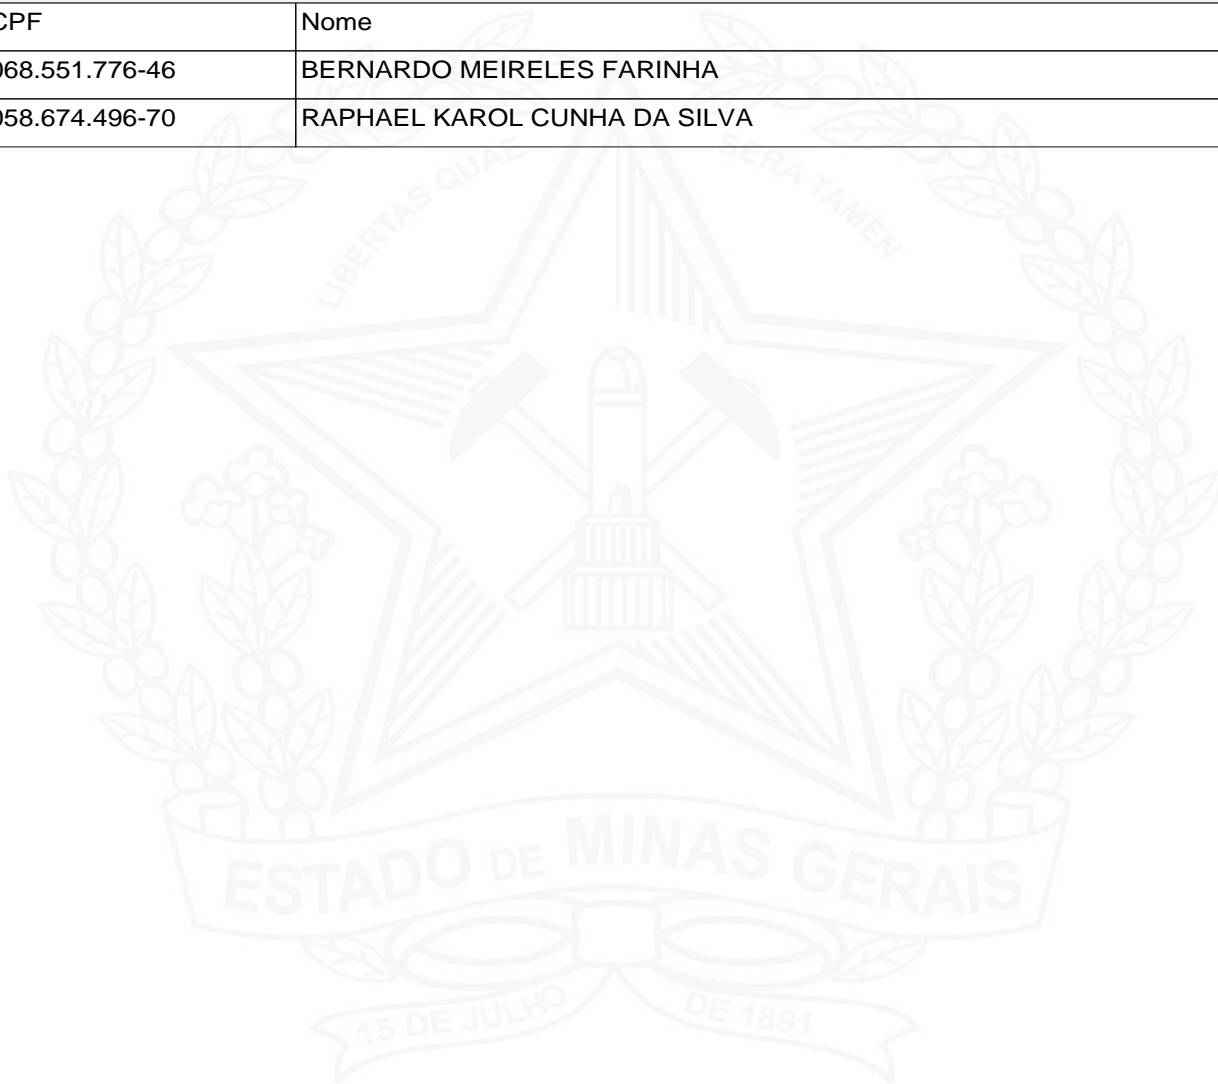 CPF Nome
068.551.776-46 BERNARDO MEIRELES FARINHA
058.674.496-70 RAPHAEL KAROL CUNHA DA SILVA
LIBERTAS QUAE SERA TAMEN
ESTADO DE MINAS GERAIS
15 DE JULHO DE 1891